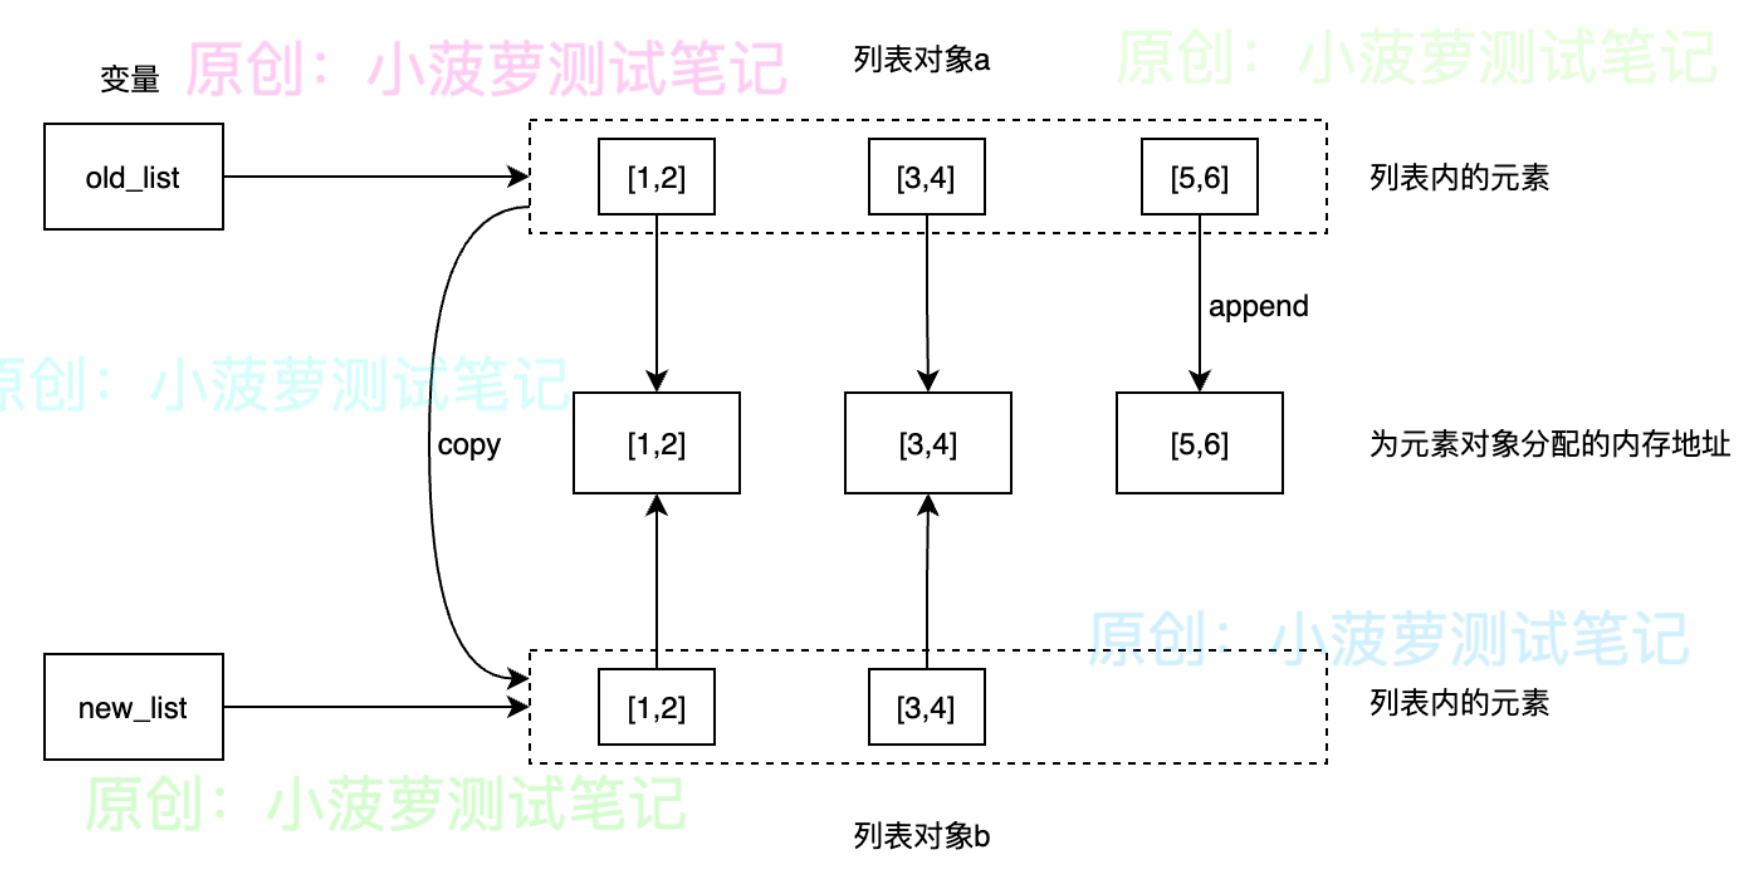 变量
原创：小菠萝测试笔记
列表对象a
原创：小菠萝测试笔记
old_list
[1,2]
[3,4]
[5,6]
列表内的元素
append
原创：小菠萝测试笔记
copy
[1,2]
[3,4]
[5,6]
为元素对象分配的内存地址
原创：小菠萝测试笔记
new_list
[1,2]
[3,4]
列表内的元素
原创：小菠萝测试笔记
列表对象b